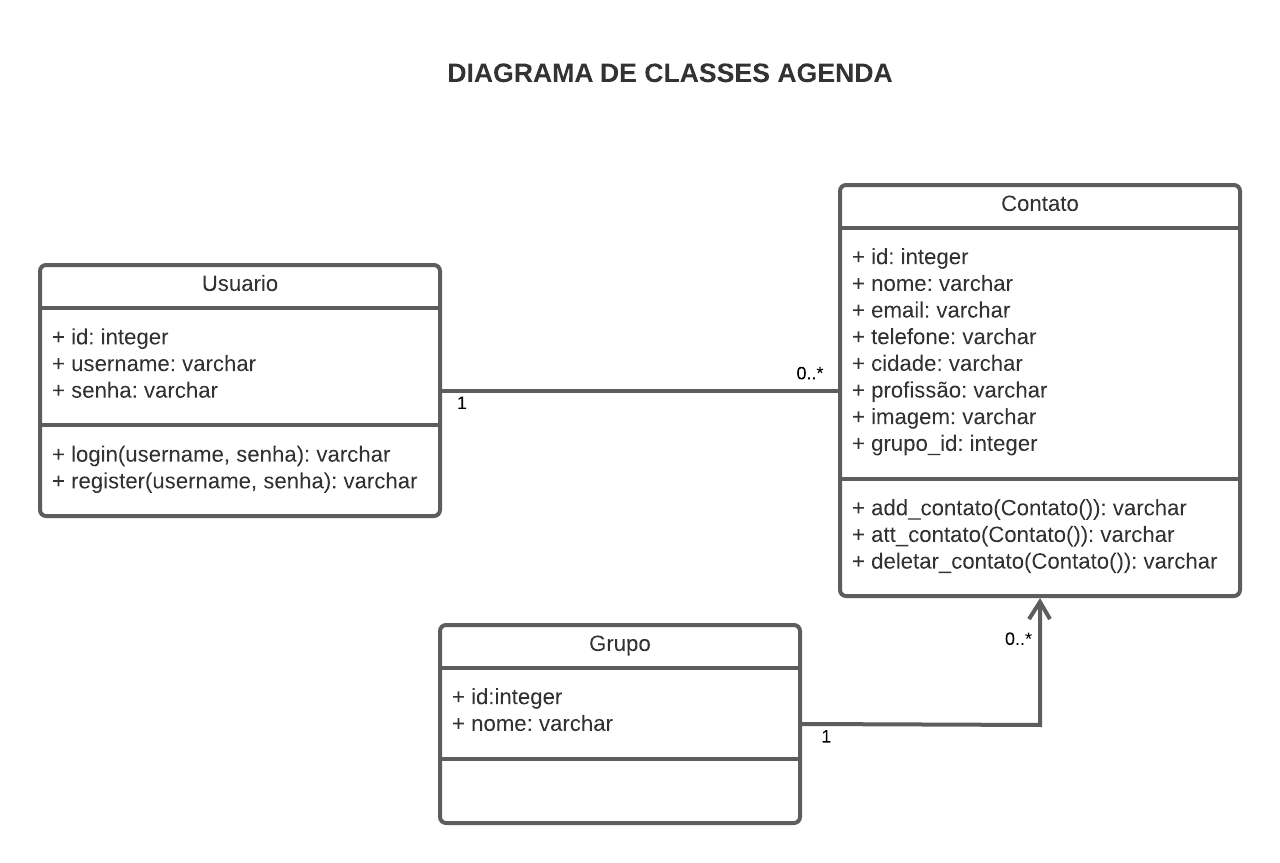 DIAGRAMA DE CLASSES AGENDA
Usuario
+ id: integer
+ username: varchar
+ senha: varchar
+ login(username, senha): varchar
+ register(username, senha): varchar
1
0..*
Contato
+ id: integer
+ nome: varchar
+ email: varchar
+ telefone: varchar
+ cidade: varchar
+ profissão: varchar
+ imagem: varchar
+ grupo_id: integer
+ add_contato(Contato()): varchar
+ att_contato(Contato()): varchar
+ deletar_contato(Contato()): varchar
0..*
Grupo
+ id:integer
+ nome: varchar
1